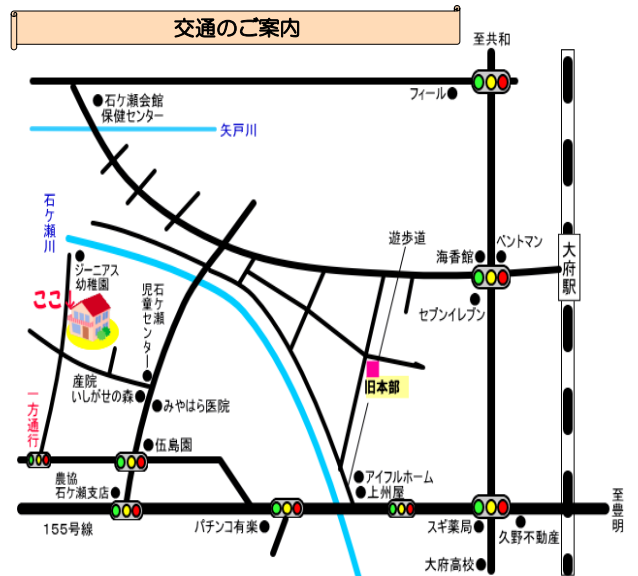 交通のご案内
至共和
フィール
石ケ瀬会館
保健センター
矢戸川
石ケ瀬川
遊歩道
海香館
ペントマン
大府駅
ジーニアス
幼稚園
ここ↓
石ケ瀬
児童センター
セブンイレブン
旧本部
産院
いしがせの森
みやはら医院
一方通行
伍島園
農協
石ケ瀬支店
アイフルホーム
上州屋
155号線
パチンコ有楽
スギ薬局
久野不動産
至豊明
大府高校